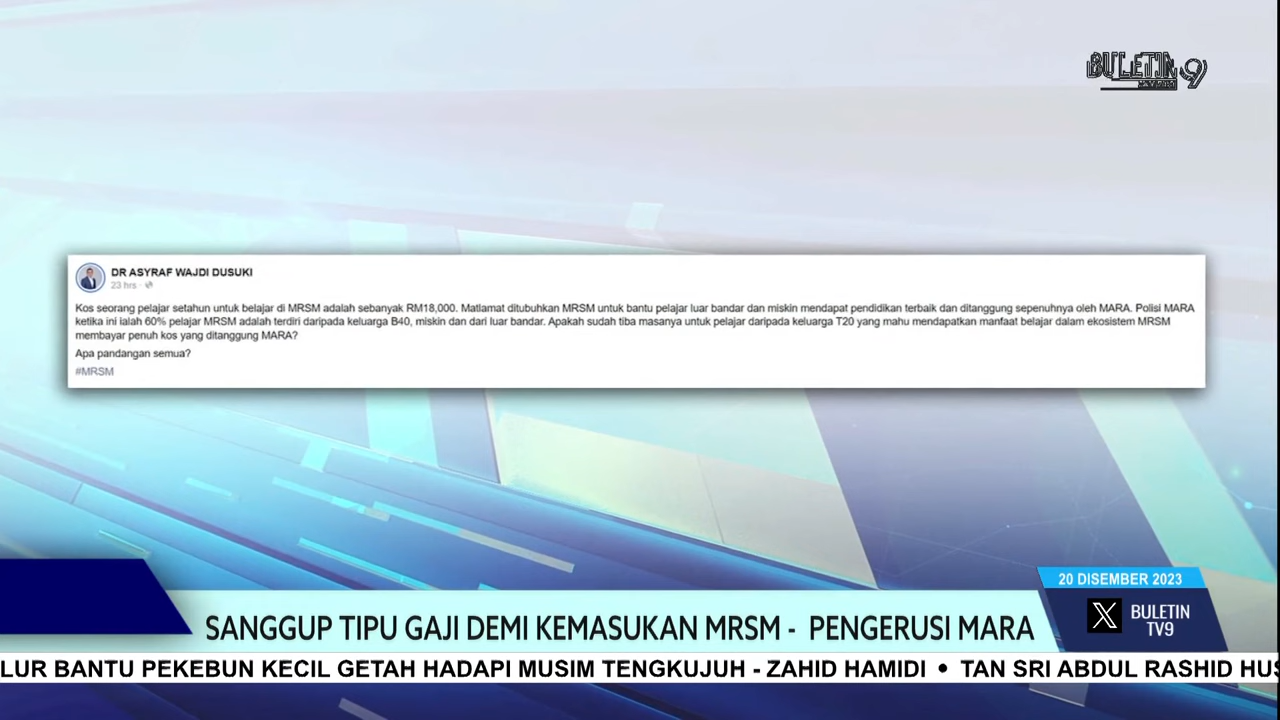 BULETIN 9
DR ASYRAF WAJDI DUSUKI
23 hrs ·
Kos seorang pelajar setahun untuk belajar di MRSM adalah sebanyak RM18,000. Matlamat ditubuhkan MRSM untuk bantu pelajar luar bandar dan miskin mendapat pendidikan terbaik dan ditanggung sepenuhnya oleh MARA. Polisi MARA
ketika ini ialah 60% pelajar MRSM adalah terdiri daripada keluarga B40, miskin dan dari luar bandar. Apakah sudah tiba masanya untuk pelajar daripada keluarga T20 yang mahu mendapatkan manfaat belajar dalam ekosistem MRSM
membayar penuh kos yang ditanggung MARA?
Apa pandangan semua?
#MRSM
20 DISEMBER 2023
X BULETIN
TV9
SANGGUP TIPU GAJI DEMI KEMASUKAN MRSM - PENGERUSI MARA
LUR BANTU PEKEBUN KECIL GETAH HADAPI MUSIM TENGKUJUH - ZAHID HAMIDI • TAN SRI ABDUL RASHID HUS